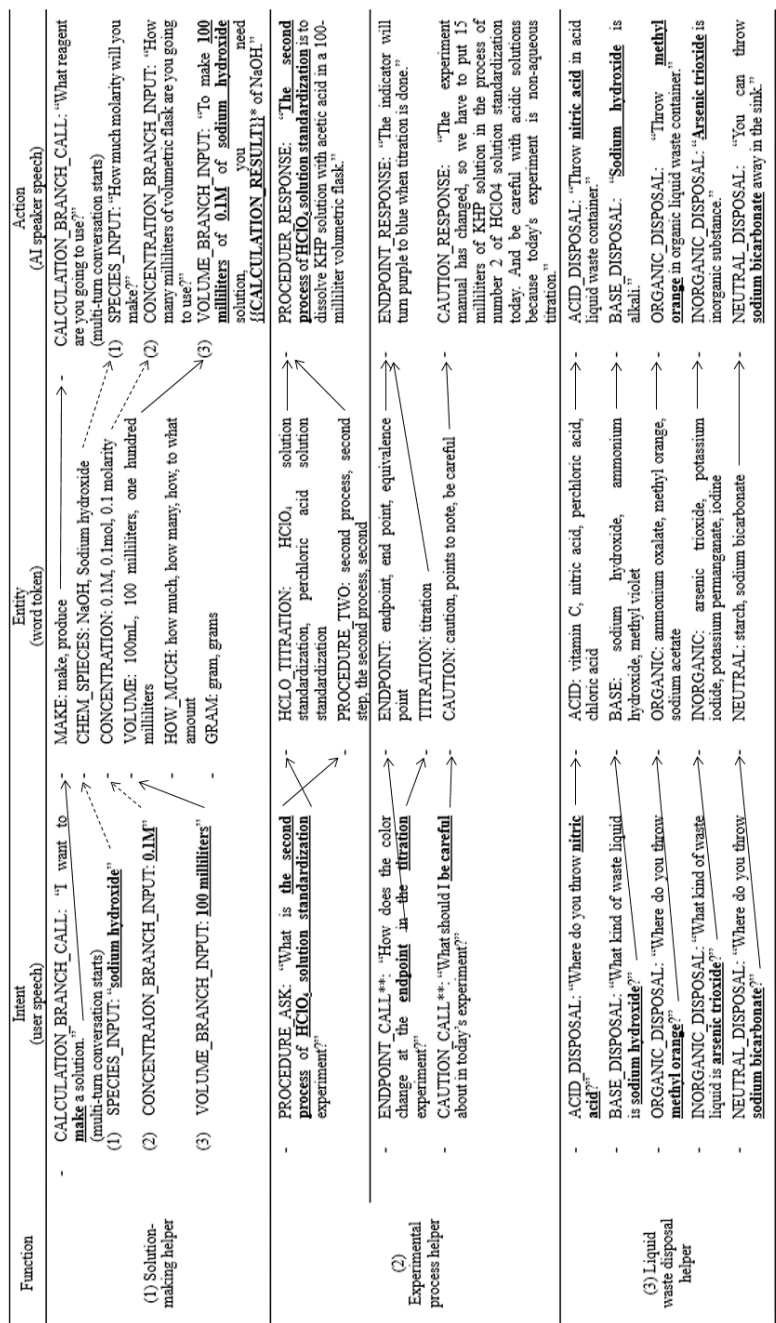 Function
Intent
(user speech)
Entity
(word token)
Action
(AI speaker speech)
(1) Solution-
making helper
- CALCULATION_BRANCH_CALL: “I want to
make a solution.”
(multi-turn conversation starts)
(1) SPECIES_INPUT: “sodium hydroxide”
(2) CONCENTRAION_BRANCH_INPUT: 0.1M”
(3) VOLUME_BRANCH_INPUT: 100 milliliters”
- MAKE: make, produce
- CHEM_SPIECES: NaOH, Sodium hydroxide
- CONCENTRATION: 0.1M, 0.1mol, 0.1 molarity
- VOLUME: 100mL, 100 milliliters, one hundred
milliliters
HOW_MUCH: how much, how many, how, to what
amount
- GRAM: gram, grams
- CALCULATION_BRANCH_CALL: “What reagent
are you going to use?”
(multi-turn conversation starts)
(1) SPECIES_INPUT: “How much molarity will you
make?”
(2) CONCENTRATION_BRANCH_INPUT: “How
many milliliters of volumetric flask are you going
to use?”
(3) VOLUME_BRANCH_INPUT: “To make 100
milliliters of 0.1M of sodium hydroxide
solution, you need
{{CALCULATION_RESULT}}* of NaOH.”
(2)
Experimental
process helper
- PROCEDURE_ASK: “What is the second
process of HClO₄ solution standardization
experiment?”
- HCLO_TITRATION: HClO₄ solution
standardization, perchloric acid solution
standardization
- PROCEDURE_TWO: second process, second
step, the second process, second
- PROCEDUER_RESPONSE: “The second
process of HClO₄ solution standardization is to
dissolve KHP solution with acetic acid in a 100-
milliliter volumetric flask.”
- ENDPOINT_CALL**: “How does the color
change at the endpoint in the titration
experiment?”
- CAUTION_CALL**: “What should I be careful
about in today’s experiment?”
- ENDPOINT: endpoint, end point, equivalence
point
- TITRATION: titration
- CAUTION: caution, points to note, be careful
- ENDPOINT_RESPONSE: “The indicator will
turn purple to blue when titration is done.”
- CAUTION_RESPONSE: “The experiment
manual has changed, so we have to put 15
milliliters of KHP solution in the process of
number 2 of HClO4 solution standardization
today. And be careful with acidic solutions
because today’s experiment is non-aqueous
titration.”
(3) Liquid
waste disposal
helper
- ACID_DISPOSAL: “Where do you throw nitric
acid?”
- BASE_DISPOSAL: “What kind of waste liquid
is sodium hydroxide?”
- ORGANIC_DISPOSAL: “Where do you throw
methyl orange?”
- INORGANIC_DISPOSAL: “What kind of waste
liquid is arsenic trioxide?”
- NEUTRAL_DISPOSAL: “Where do you throw
sodium bicarbonate?”
- ACID: vitamin C, nitric acid, perchloric acid,
chloric acid
- BASE: sodium hydroxide, ammonium
hydroxide, methyl violet
- ORGANIC: ammonium oxalate, methyl orange,
sodium acetate
- INORGANIC: arsenic trioxide, potassium
iodide, potassium permanganate, iodine
- NEUTRAL: starch, sodium bicarbonate
- ACID_DISPOSAL: “Throw nitric acid in acid
liquid waste container.”
- BASE_DISPOSAL: “Sodium hydroxide is
alkali.”
- ORGANIC_DISPOSAL: “Throw methyl
orange in organic liquid waste container.”
- INORGANIC_DISPOSAL: “Arsenic trioxide is
inorganic substance.”
- NEUTRAL_DISPOSAL: “You can throw
sodium bicarbonate away in the sink.”